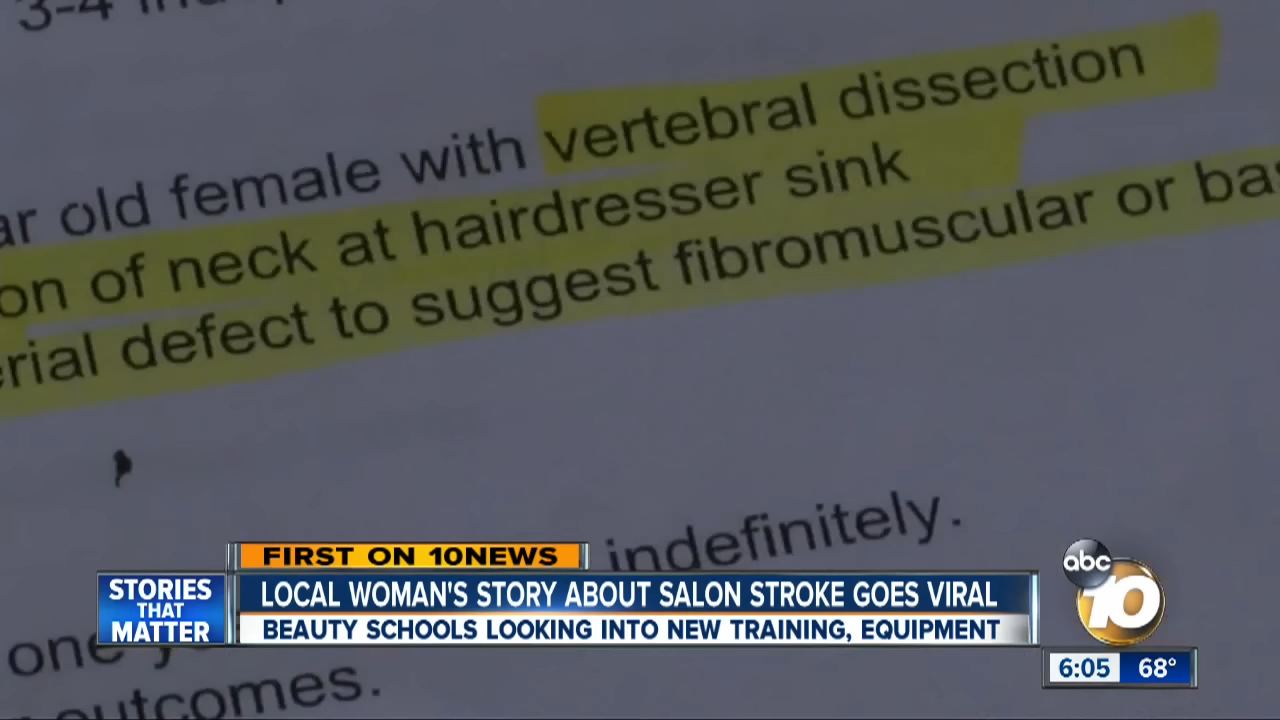 3-4
ar old female with vertebral dissection
on of neck at hairdresser sink
erial defect to suggest fibromuscular or bas
indefinitely.
one
outcomes.
FIRST ON 10NEWS
STORIES THAT MATTER
LOCAL WOMAN'S STORY ABOUT SALON STROKE GOES VIRAL
BEAUTY SCHOOLS LOOKING INTO NEW TRAINING, EQUIPMENT
abc
10
6:05 68°